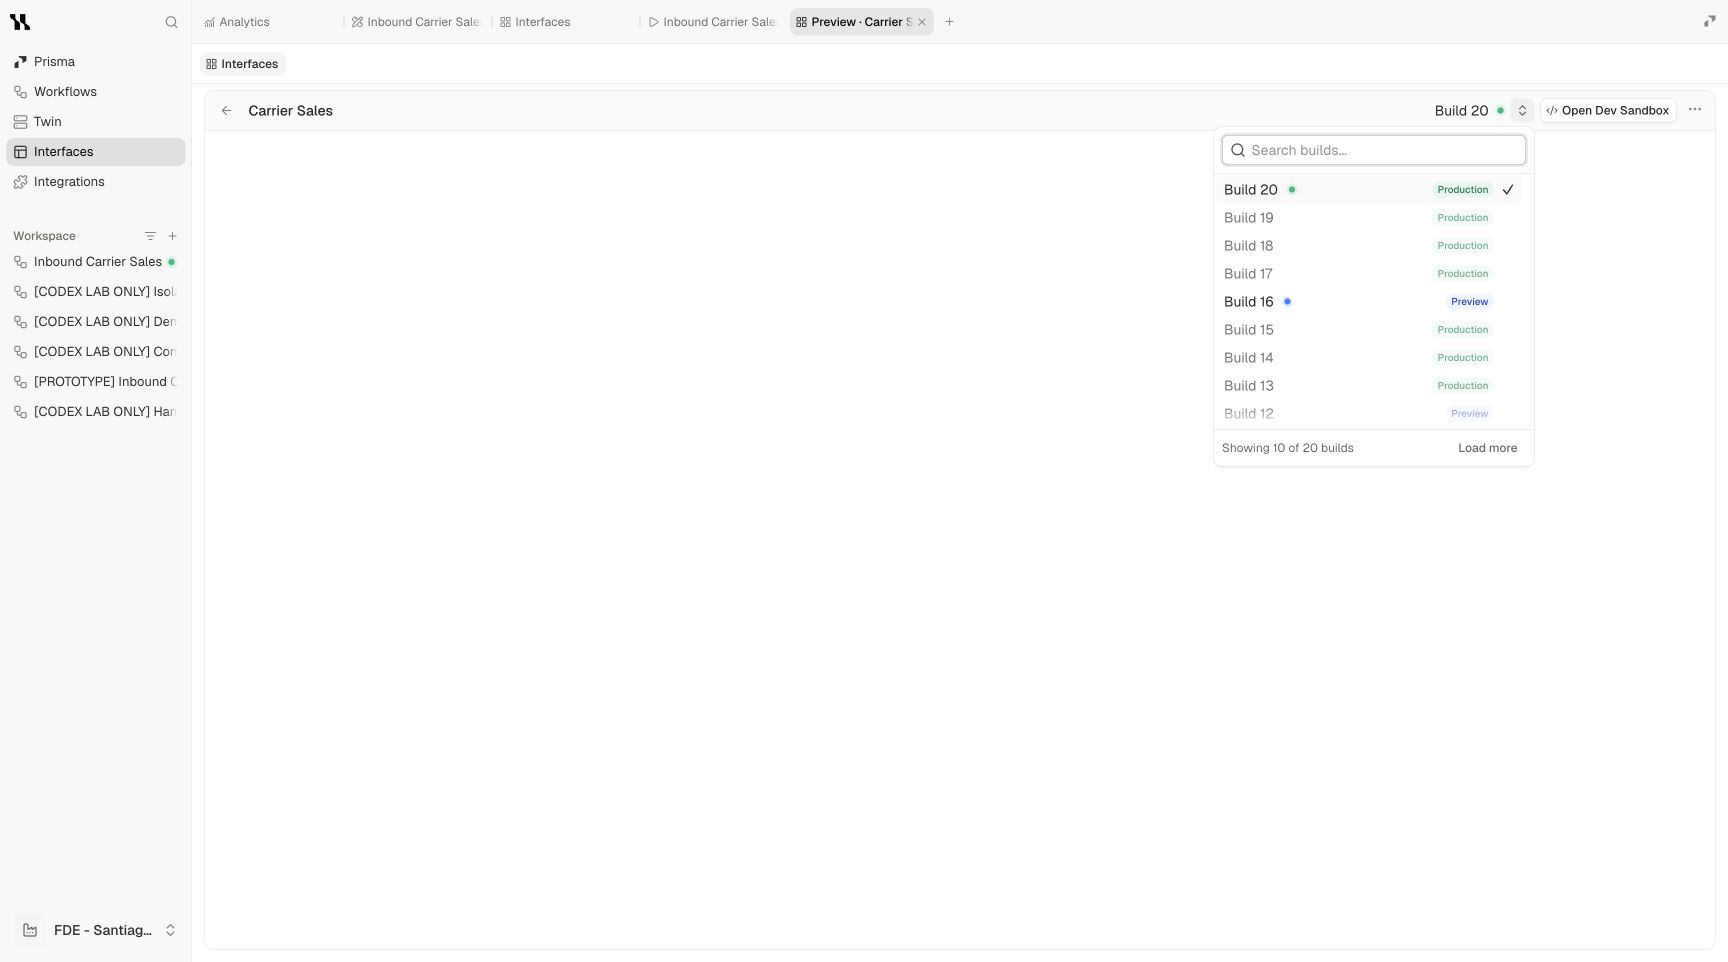 Analytics
Inbound Carrier Sale
Interfaces
Inbound Carrier Sale
Preview · Carrier S
Prisma
Workflows
Twin
Interfaces
Integrations
Workspace
Inbound Carrier Sales
[CODEX LAB ONLY] Isol
[CODEX LAB ONLY] Den
[CODEX LAB ONLY] Con
[PROTOTYPE] Inbound C
[CODEX LAB ONLY] Han
FDE - Santiag...
Interfaces
Carrier Sales
Build 20
Open Dev Sandbox
Search builds...
Build 20 Production
Build 19 Production
Build 18 Production
Build 17 Production
Build 16 Preview
Build 15 Production
Build 14 Production
Build 13 Production
Build 12 Preview
Showing 10 of 20 builds Load more